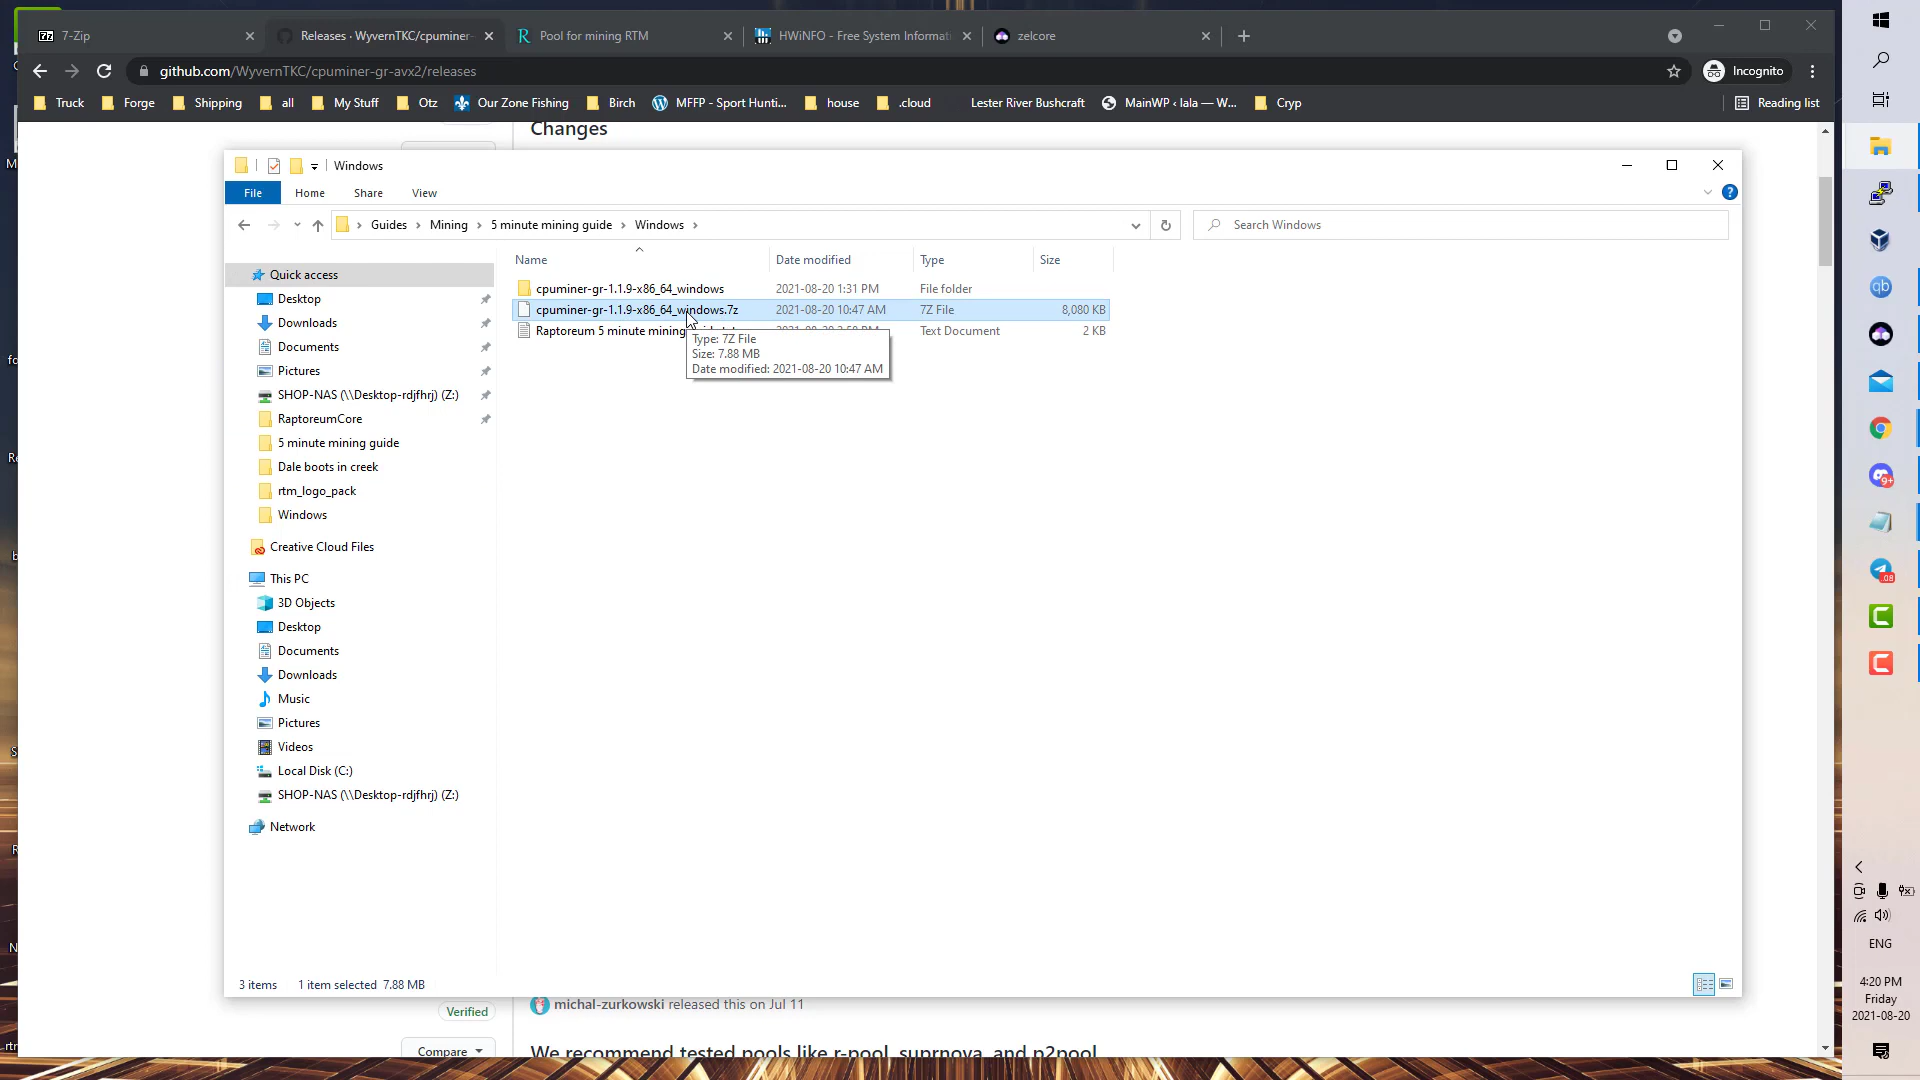 7-Zip
Releases · WyvernTKC/cpuminer-
Pool for mining RTM
HWiNFO - Free System Informati
zelcore
github.com/WyvernTKC/cpuminer-gr-avx2/releases
Incognito
Truck
Forge
Shipping
all
My Stuff
Otz
Our Zone Fishing
Birch
MFFP - Sport Hunti...
house
.cloud
Lester River Bushcraft
MainWP ‹ lala — W...
Cryp
Reading list
Changes
Windows
File
Home
Share
View
Guides
Mining
5 minute mining guide
Windows
Search Windows
Name
Date modified
Type
Size
cpuminer-gr-1.1.9-x86_64_windows
2021-08-20 1:31 PM
File folder
cpuminer-gr-1.1.9-x86_64_windows.7z
2021-08-20 10:47 AM
7Z File
8,080 KB
Raptoreum 5 minute mining
Text Document
2 KB
Type: 7Z File
Size: 7.88 MB
Date modified: 2021-08-20 10:47 AM
Quick access
Desktop
Downloads
Documents
Pictures
SHOP-NAS (\\Desktop-rdjfhrj) (Z:)
RaptoreumCore
5 minute mining guide
Dale boots in creek
rtm_logo_pack
Windows
Creative Cloud Files
This PC
3D Objects
Desktop
Documents
Downloads
Music
Pictures
Videos
Local Disk (C:)
SHOP-NAS (\\Desktop-rdjfhrj) (Z:)
Network
3 items
1 item selected 7.88 MB
Verified
michal-zurkowski released this on Jul 11
Compare
We recommend tested pools like r-pool, suprnova, and p2pool
ENG
4:20 PM
Friday
2021-08-20